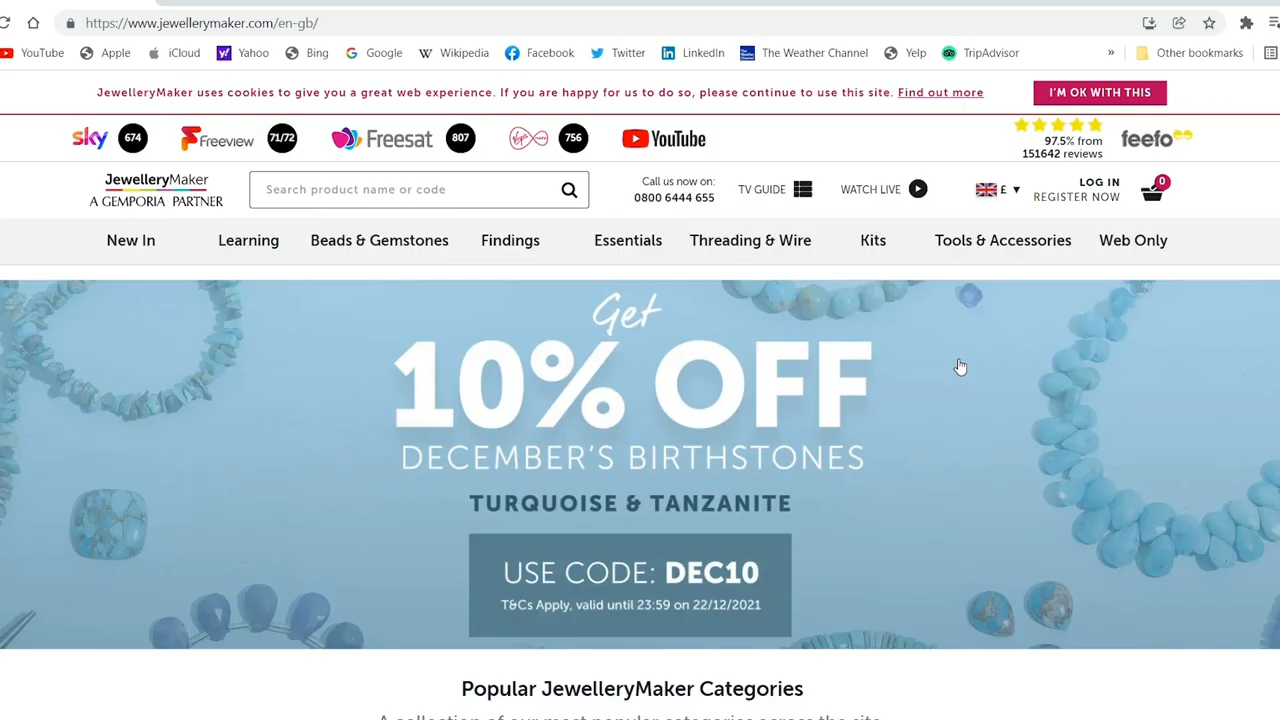 https://www.jewellerymaker.com/en-gb/
YouTube Apple iCloud Yahoo Bing Google Wikipedia Facebook Twitter LinkedIn The Weather Channel Yelp TripAdvisor » Other bookmarks
JewelleryMaker uses cookies to give you a great web experience. If you are happy for us to do so, please continue to use this site. Find out more
I'M OK WITH THIS
sky 674 Freeview 71/72 Freesat 807 756 YouTube
97.5% from
151642 reviews
feefo
JewelleryMaker
A GEMPORIA PARTNER
Search product name or code
Call us now on:
0800 6444 655
TV GUIDE
WATCH LIVE
£
LOG IN
REGISTER NOW
0
New In Learning Beads & Gemstones Findings Essentials Threading & Wire Kits Tools & Accessories Web Only
Get
10% OFF
DECEMBER'S BIRTHSTONES
TURQUOISE & TANZANITE
USE CODE: DEC10
T&Cs Apply, valid until 23:59 on 22/12/2021
Popular JewelleryMaker Categories
A collection of our most popular categories across the site